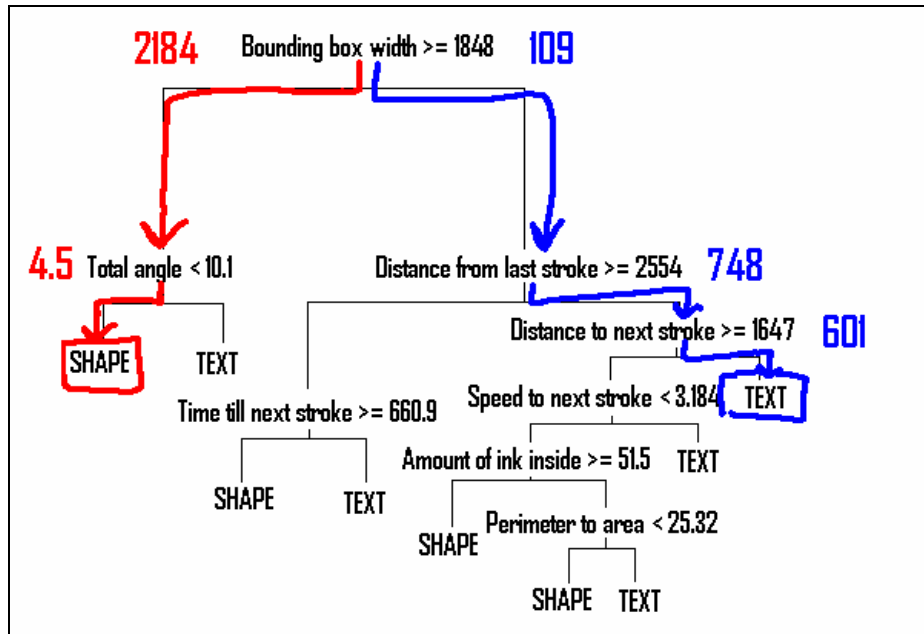 2184 Bounding box width >= 1848 109
4.5 Total angle < 10.1 Distance from last stroke >= 2554 748
Distance to next stroke >= 1647 601
SHAPE TEXT
Speed to next stroke < 3.184 TEXT
Time till next stroke >= 660.9
Amount of ink inside >= 51.5 TEXT
SHAPE TEXT
Perimeter to area < 25.32
SHAPE
SHAPE TEXT